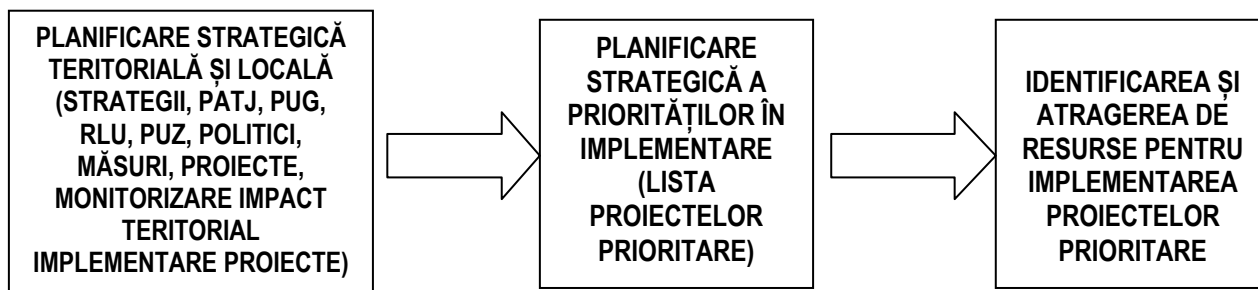 PLANIFICARE STRATEGICĂ
TERITORIALĂ ȘI LOCALĂ
(STRATEGII, PATJ, PUG,
RLU, PUZ, POLITICI,
MĂSURI, PROIECTE,
MONITORIZARE IMPACT
TERITORIAL
IMPLEMENTARE PROIECTE)
PLANIFICARE
STRATEGICĂ A
PRIORITĂȚILOR ÎN
IMPLEMENTARE
(LISTA
PROIECTELOR
PRIORITARE)
IDENTIFICAREA ȘI
ATRAGEREA DE
RESURSE PENTRU
IMPLEMENTAREA
PROIECTELOR
PRIORITARE